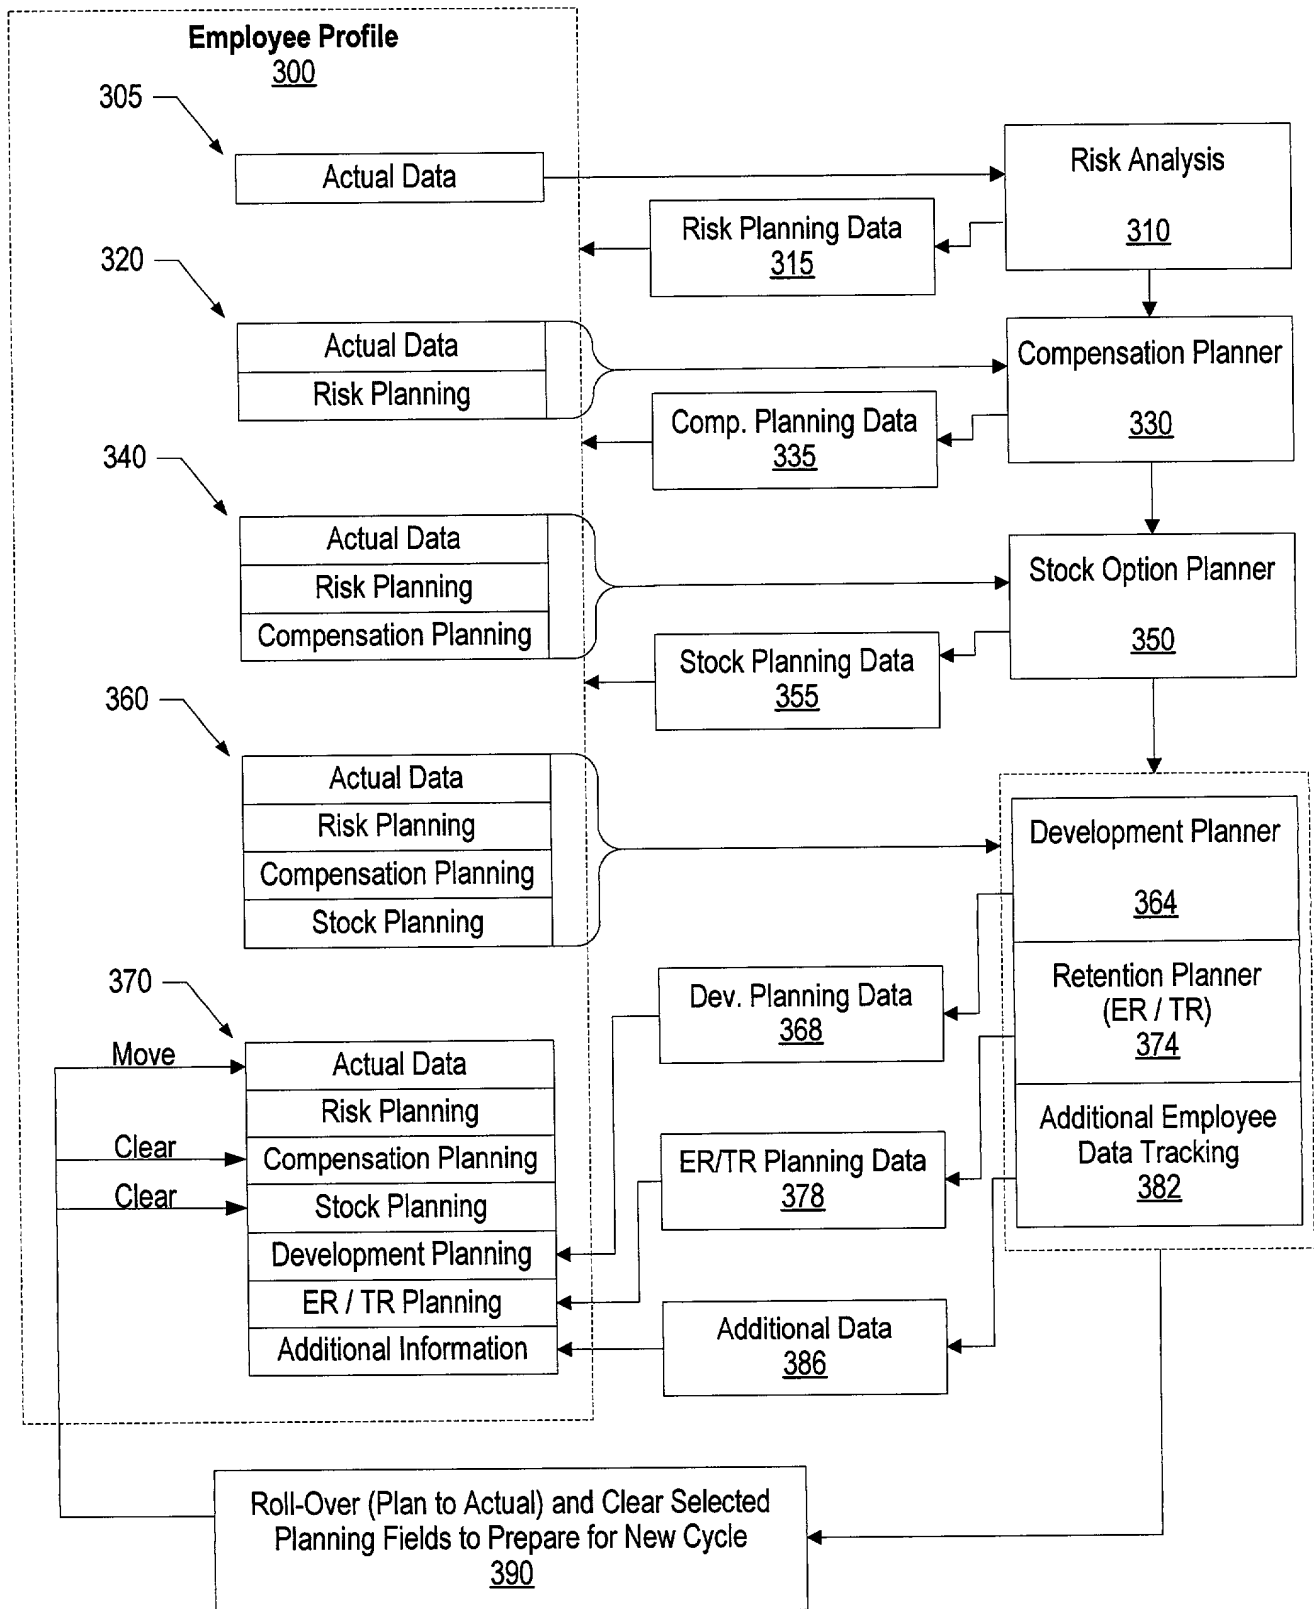 Employee Profile
300
305
Actual Data
Risk Analysis
310
Risk Planning Data
315
320
Actual Data
Risk Planning
Compensation Planner
330
Comp. Planning Data
335
340
Actual Data
Risk Planning
Compensation Planning
Stock Option Planner
350
Stock Planning Data
355
360
Actual Data
Risk Planning
Compensation Planning
Stock Planning
Development Planner
364
Retention Planner
(ER / TR)
374
Additional Employee
Data Tracking
382
Dev. Planning Data
368
ER/TR Planning Data
378
Additional Data
386
370
Move
Clear
Clear
Actual Data
Risk Planning
Compensation Planning
Stock Planning
Development Planning
ER / TR Planning
Additional Information
Roll-Over (Plan to Actual) and Clear Selected
Planning Fields to Prepare for New Cycle
390